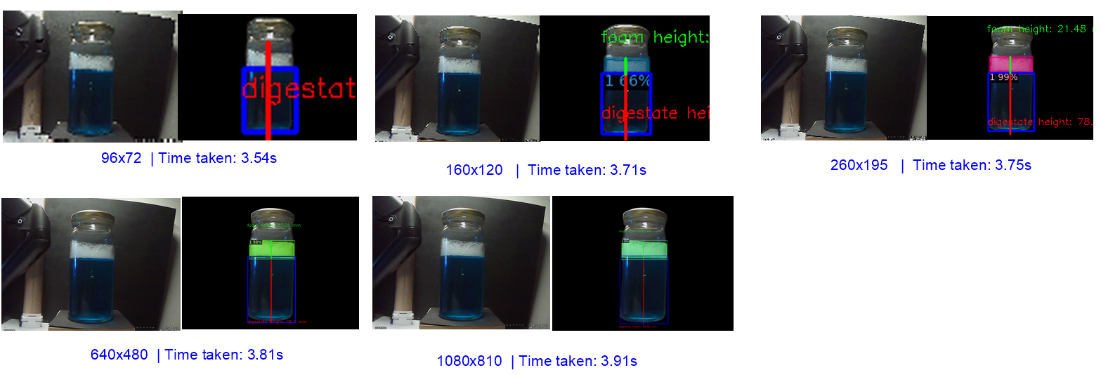 digestat
96x72 | Time taken: 3.54s
foam height:
1 66%
digestate hei
160x120 | Time taken: 3.71s
foam height: 21.48
1 99%
digestate height: 78.
260x195 | Time taken: 3.75s
640x480 | Time taken: 3.81s
1080x810 | Time taken: 3.91s